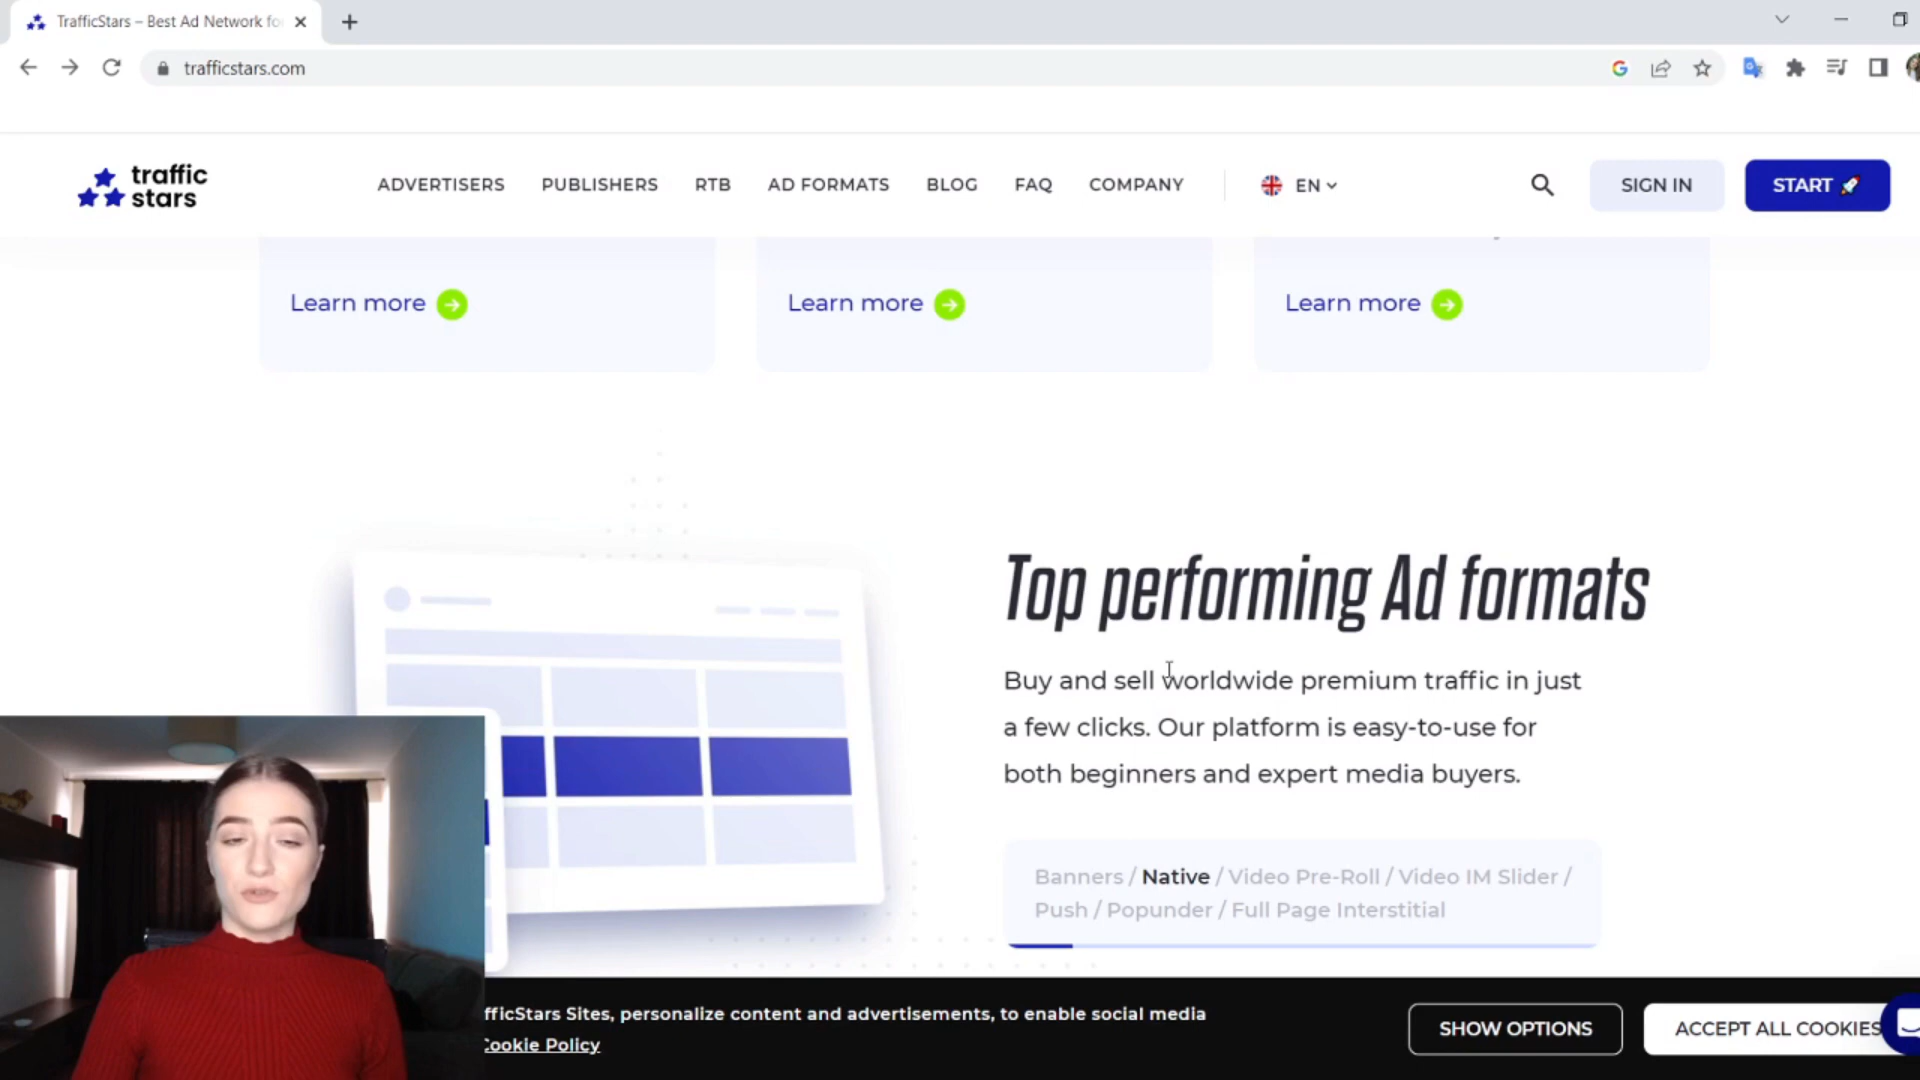 TrafficStars – Best Ad Network fo
trafficstars.com
traffic
stars
ADVERTISERS PUBLISHERS RTB AD FORMATS BLOG FAQ COMPANY EN SIGN IN START
Learn more Learn more Learn more
Top performing Ad formats
Buy and sell worldwide premium traffic in just
a few clicks. Our platform is easy-to-use for
both beginners and expert media buyers.
Banners / Native / Video Pre-Roll / Video IM Slider /
Push / Popunder / Full Page Interstitial
fficStars Sites, personalize content and advertisements, to enable social media
Cookie Policy
SHOW OPTIONS ACCEPT ALL COOKIES